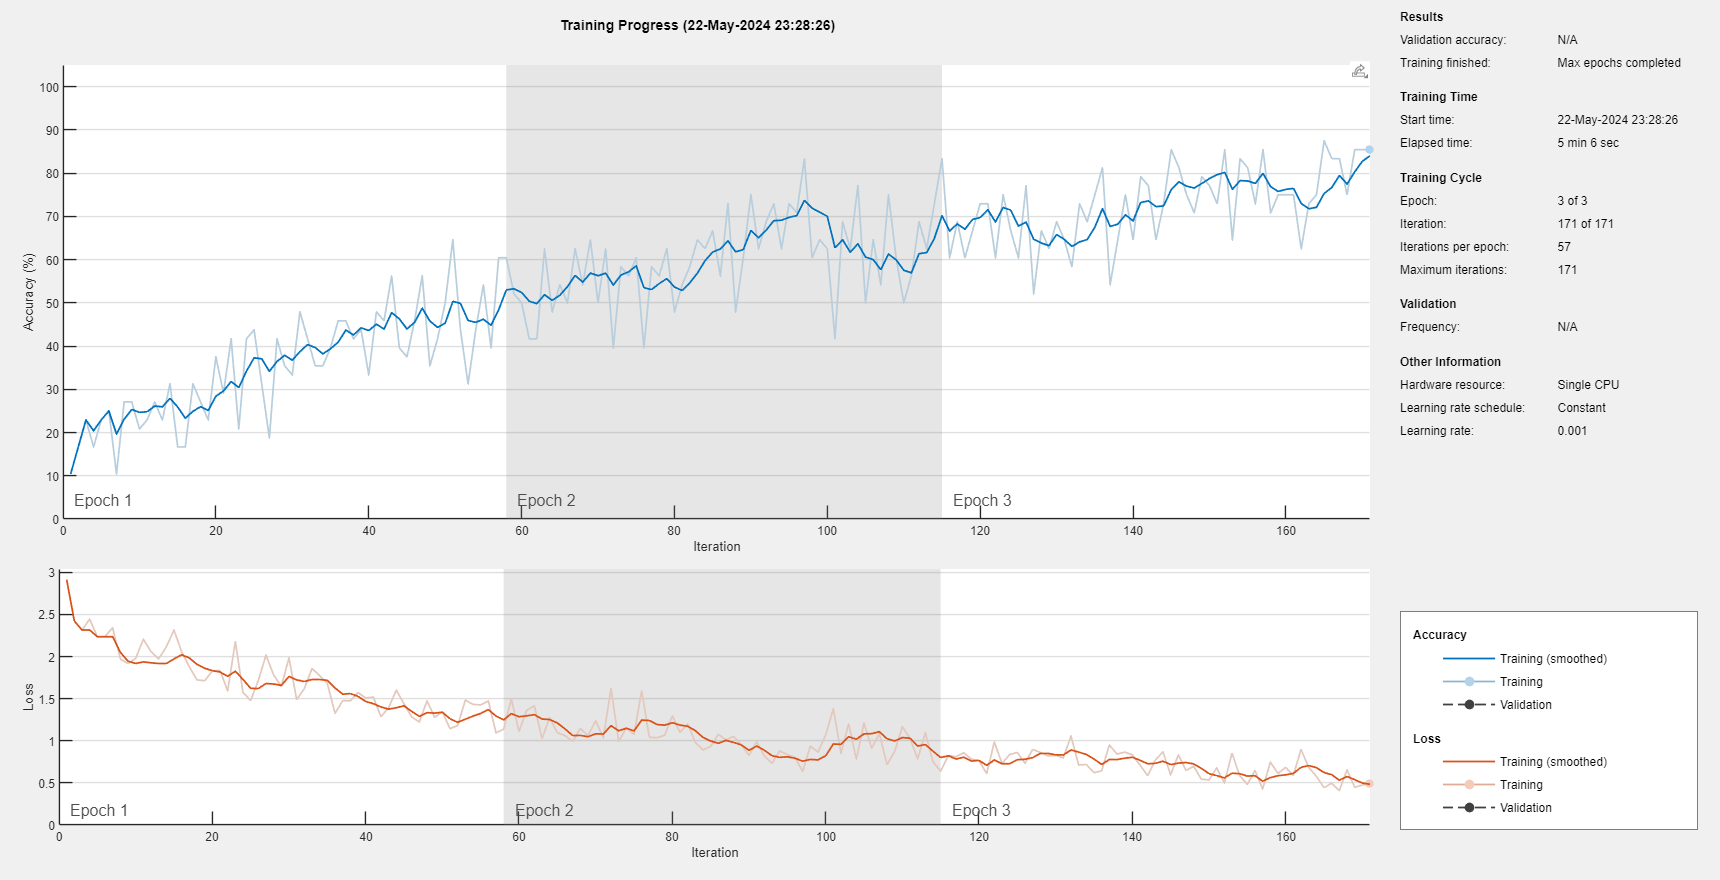 Training Progress (22-May-2024 23:28:26)
100
90
80
70
60
50
40
30
20
10
0
Accuracy (%)
Epoch 1
Epoch 2
Epoch 3
0 20 40 60 80 100 120 140 160
Iteration
3
2.5
2
1.5
1
0.5
0
Loss
Epoch 1
Epoch 2
Epoch 3
0 20 40 60 80 100 120 140 160
Iteration
Results
Validation accuracy: N/A
Training finished: Max epochs completed
Training Time
Start time: 22-May-2024 23:28:26
Elapsed time: 5 min 6 sec
Training Cycle
Epoch: 3 of 3
Iteration: 171 of 171
Iterations per epoch: 57
Maximum iterations: 171
Validation
Frequency: N/A
Other Information
Hardware resource: Single CPU
Learning rate schedule: Constant
Learning rate: 0.001
Accuracy
Training (smoothed)
Training
Validation
Loss
Training (smoothed)
Training
Validation